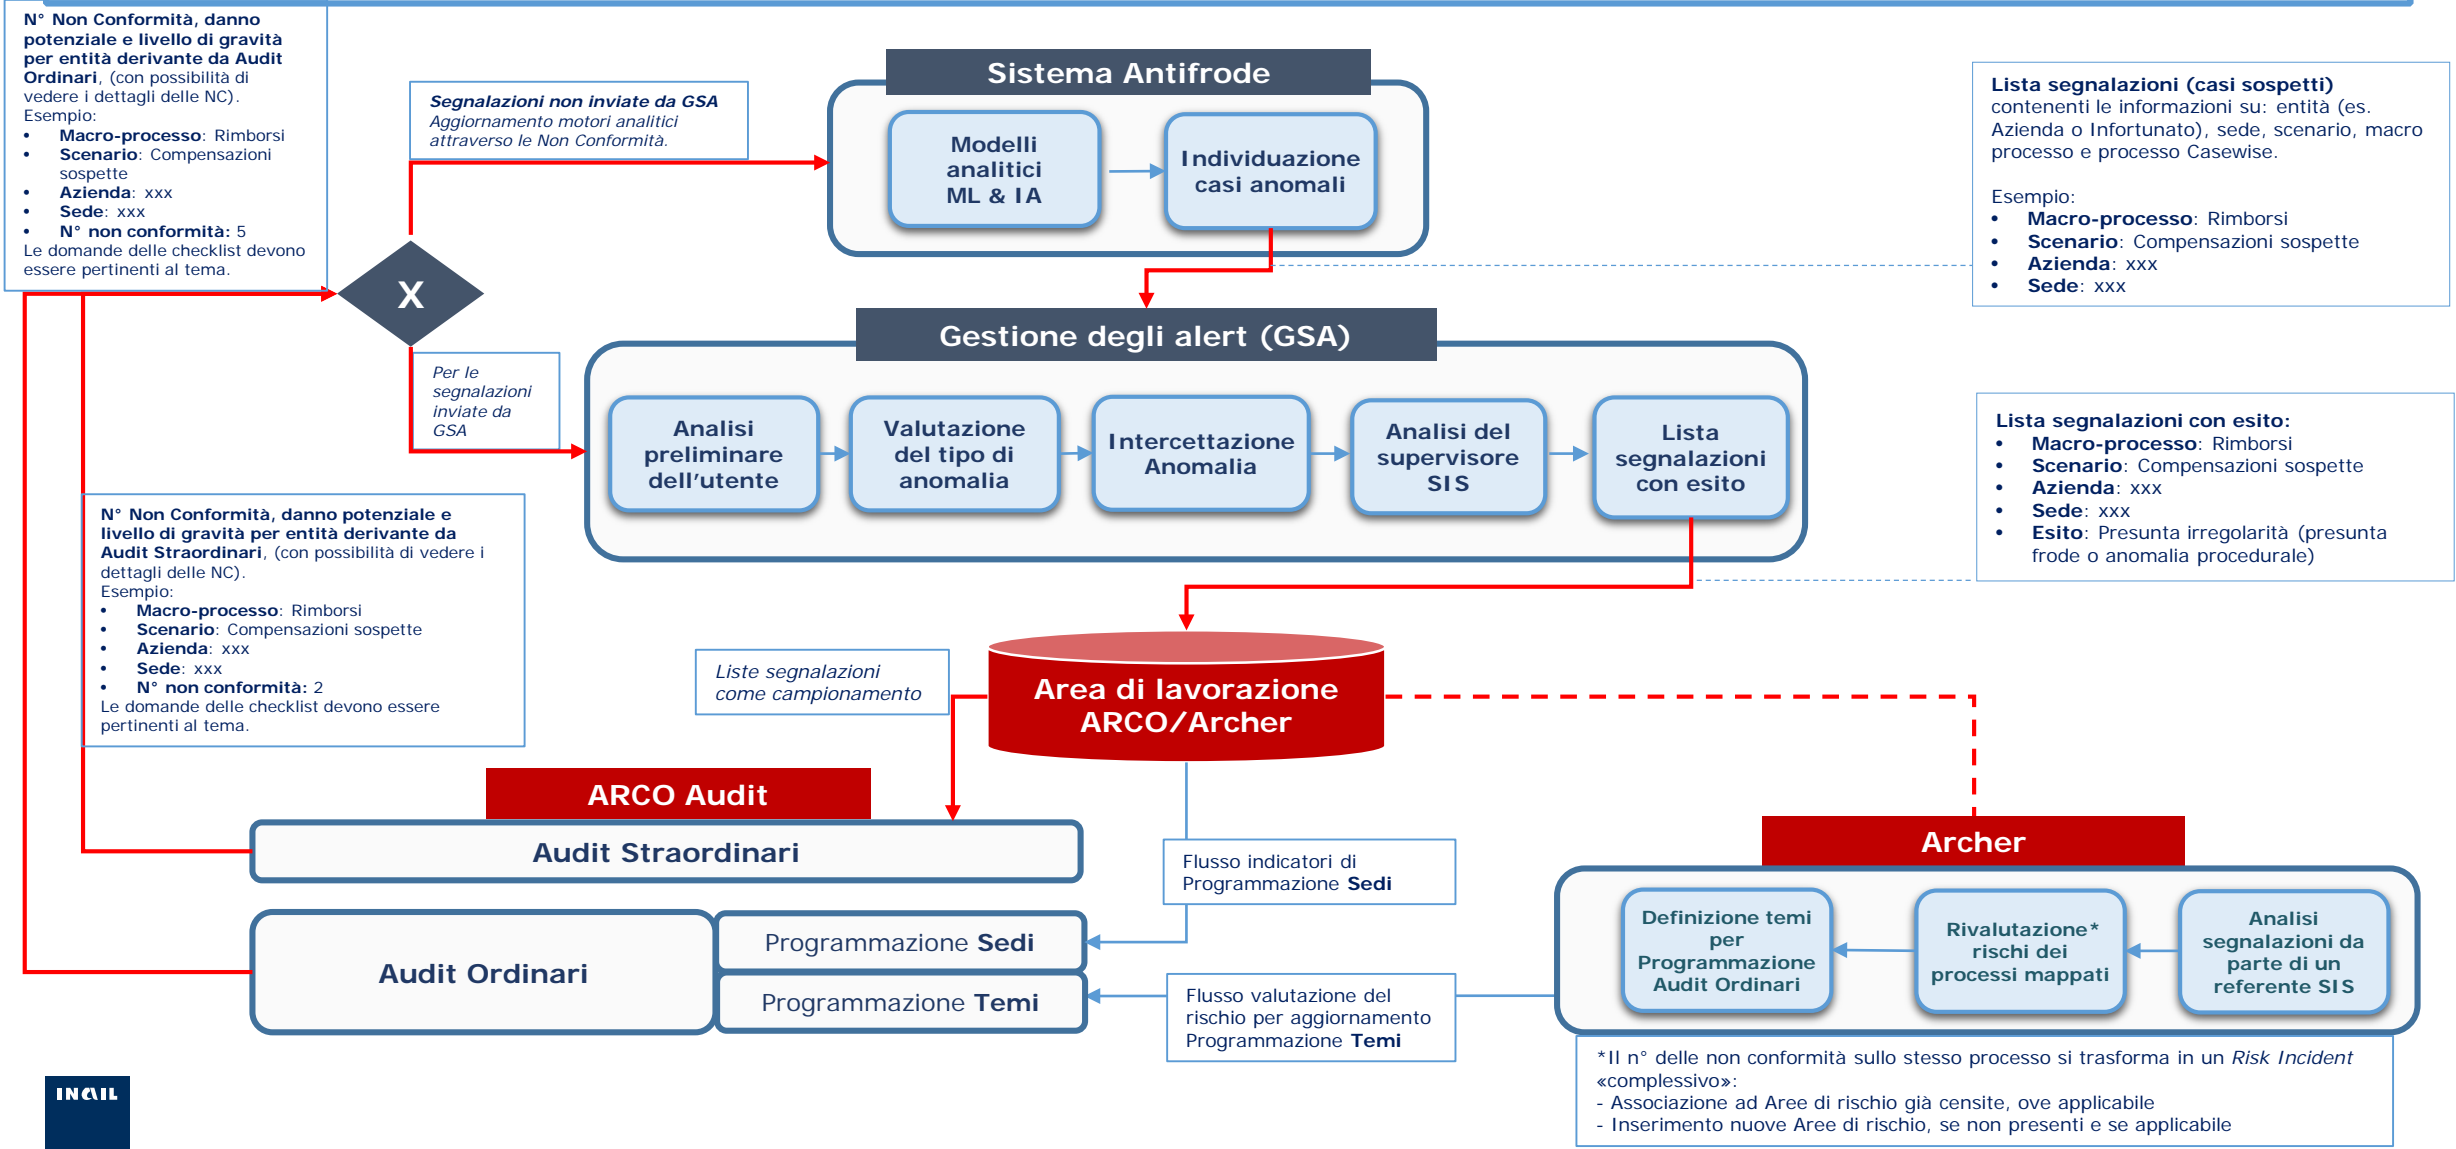 N° Non Conformità, danno
potenziale e livello di gravità
per entità derivante da Audit
Ordinari, (con possibilità di
vedere i dettagli delle NC).
Esempio:
• Macro-processo: Rimborsi
• Scenario: Compensazioni
sospette
• Azienda: xxx
• Sede: xxx
• N° non conformità: 5
Le domande delle checklist devono
essere pertinenti al tema.
Segnalazioni non inviate da GSA
Aggiornamento motori analitici
attraverso le Non Conformità.
Sistema Antifrode
Modelli
analitici
ML & IA
Individuazione
casi anomali
Lista segnalazioni (casi sospetti)
contenenti le informazioni su: entità (es.
Azienda o Infortunato), sede, scenario, macro
processo e processo Casewise.
Esempio:
• Macro-processo: Rimborsi
• Scenario: Compensazioni sospette
• Azienda: xxx
• Sede: xxx
X
Per le
segnalazioni
inviate da
GSA
Gestione degli alert (GSA)
Analisi
preliminare
dell'utente
Valutazione
del tipo di
anomalia
Intercettazione
Anomalia
Analisi del
supervisore
SIS
Lista
segnalazioni
con esito
Lista segnalazioni con esito:
• Macro-processo: Rimborsi
• Scenario: Compensazioni sospette
• Azienda: xxx
• Sede: xxx
• Esito: Presunta irregolarità (presunta
frode o anomalia procedurale)
N° Non Conformità, danno potenziale e
livello di gravità per entità derivante da
Audit Straordinari, (con possibilità di vedere i
dettagli delle NC).
Esempio:
• Macro-processo: Rimborsi
• Scenario: Compensazioni sospette
• Azienda: xxx
• Sede: xxx
• N° non conformità: 2
Le domande delle checklist devono essere
pertinenti al tema.
Liste segnalazioni
come campionamento
Area di lavorazione
ARCO/Archer
ARCO Audit
Audit Straordinari
Audit Ordinari
Programmazione Sedi
Programmazione Temi
Flusso indicatori di
Programmazione Sedi
Flusso valutazione del
rischio per aggiornamento
Programmazione Temi
Archer
Definizione temi
per
Programmazione
Audit Ordinari
Rivalutazione*
rischi dei
processi mappati
Analisi
segnalazioni da
parte di un
referente SIS
*Il n° delle non conformità sullo stesso processo si trasforma in un Risk Incident
«complessivo»:
- Associazione ad Aree di rischio già censite, ove applicabile
- Inserimento nuove Aree di rischio, se non presenti e se applicabile
INAIL